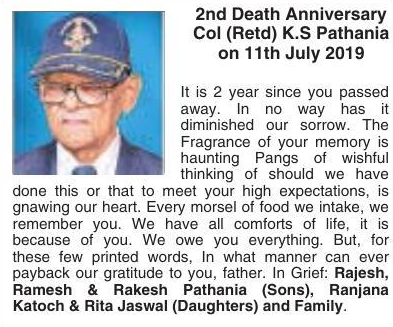 2nd Death Anniversary
Col (Retd) K.S Pathania
on 11th July 2019
It is 2 year since you passed
away. In no way has it
diminished our sorrow. The
Fragrance of your memory is
haunting Pangs of wishful
thinking of should we have
done this or that to meet your high expectations, is
gnawing our heart. Every morsel of food we intake, we
remember you. We have all comforts of life, it is
because of you. We owe you everything. But, for
these few printed words, In what manner can ever
payback our gratitude to you, father. In Grief: Rajesh,
Ramesh & Rakesh Pathania (Sons), Ranjana
Katoch & Rita Jaswal (Daughters) and Family.